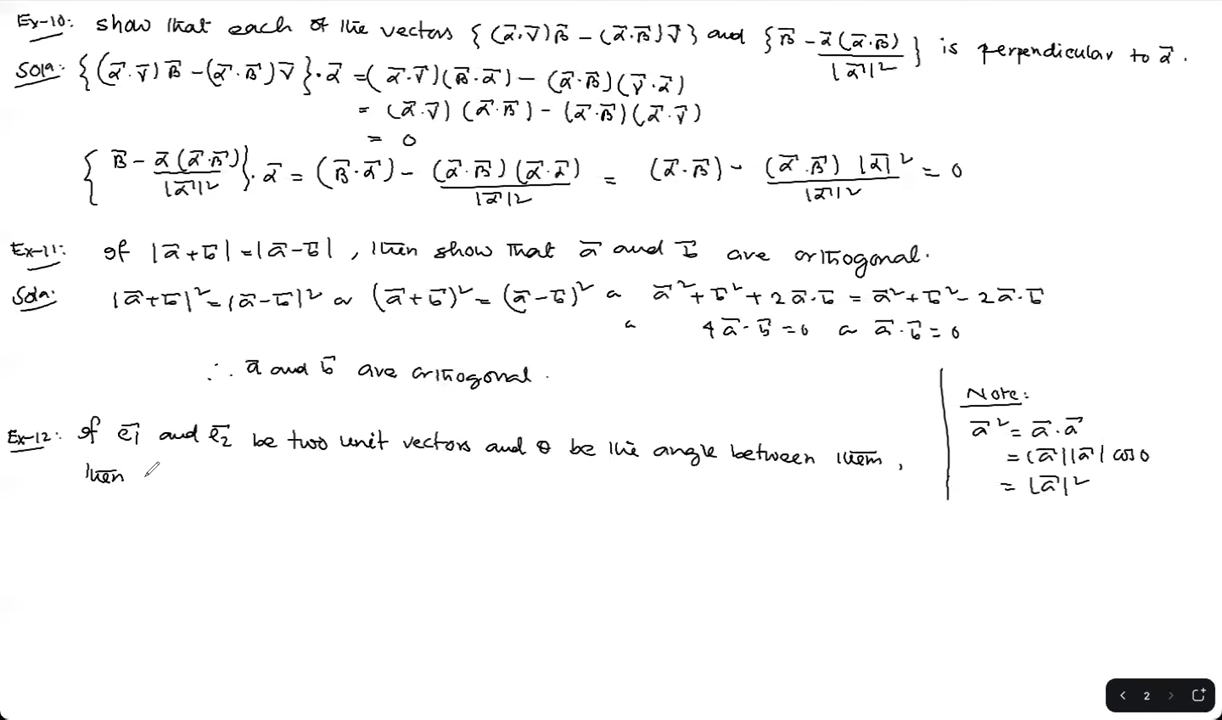 Ex-10: show that each of the vectors {(α⃗.γ⃗)β⃗ - (α⃗.β⃗)γ⃗} and {β⃗ - α⃗(α⃗.β⃗)/|α⃗|²} is perpendicular to α⃗.
Soln: {(α⃗.γ⃗)β⃗ - (α⃗.β⃗)γ⃗}.α⃗ = (α⃗.γ⃗)(β⃗.α⃗) - (α⃗.β⃗)(γ⃗.α⃗)
= (α⃗.γ⃗)(α⃗.β⃗) - (α⃗.β⃗)(α⃗.γ⃗)
= 0
{β⃗ - α⃗(α⃗.β⃗)/|α⃗|²}.α⃗ = (β⃗.α⃗) - (α⃗.β⃗)(α⃗.α⃗)/|α⃗|² = (α⃗.β⃗) - (α⃗.β⃗)|α⃗|²/|α⃗|² = 0
Ex-11: If |a⃗+b⃗| = |a⃗-b⃗|, then show that a⃗ and b⃗ are orthogonal.
Soln: |a⃗+b⃗|² = |a⃗-b⃗|² or (a⃗+b⃗)² = (a⃗-b⃗)² or a⃗²+b⃗²+2a⃗.b⃗ = a⃗²+b⃗²-2a⃗.b⃗
or 4a⃗.b⃗ = 0 or a⃗.b⃗ = 0
∴ a⃗ and b⃗ are orthogonal.
Ex-12: If e⃗1 and e⃗2 be two unit vectors and θ be the angle between them,
then
Note:
a⃗² = a⃗.a⃗
= |a⃗||a⃗| cos 0
= |a⃗|²
2